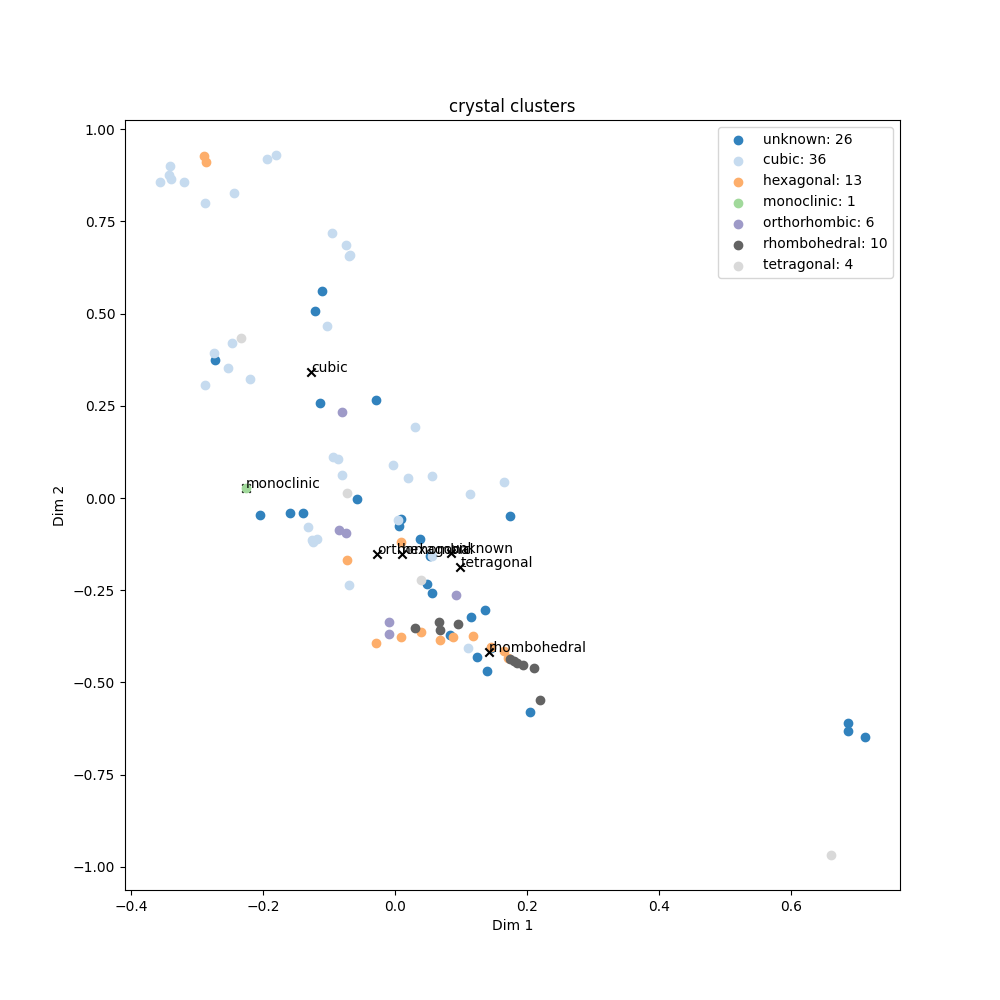 crystal clusters
unknown: 26
cubic: 36
hexagonal: 13
monoclinic: 1
orthorhombic: 6
rhombohedral: 10
tetragonal: 4
1.00
0.75
0.50
0.25
0.00
−0.25
−0.50
−0.75
−1.00
Dim 2
cubic
monoclinic
orthorhombic
hexagonal
unknown
tetragonal
rhombohedral
−0.4
−0.2
0.0
0.2
0.4
0.6
Dim 1